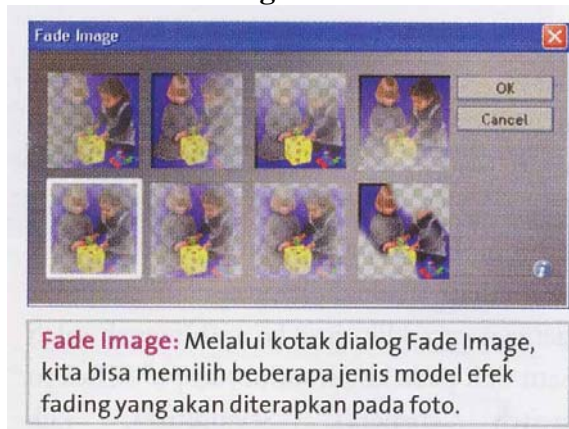 Fade Image
OK
Cancel
Fade Image: Melalui kotak dialog Fade Image,
kita bisa memilih beberapa jenis model efek
fading yang akan diterapkan pada foto.